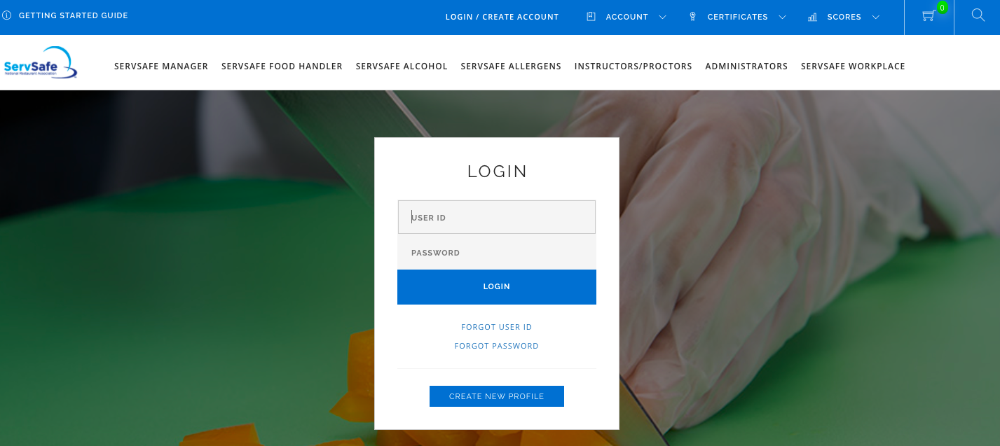 GETTING STARTED GUIDE
LOGIN / CREATE ACCOUNT
ACCOUNT
CERTIFICATES
SCORES
0
ServSafe
National Restaurant Association
SERVSAFE MANAGER
SERVSAFE FOOD HANDLER
SERVSAFE ALCOHOL
SERVSAFE ALLERGENS
INSTRUCTORS/PROCTORS
ADMINISTRATORS
SERVSAFE WORKPLACE
LOGIN
USER ID
PASSWORD
LOGIN
FORGOT USER ID
FORGOT PASSWORD
CREATE NEW PROFILE